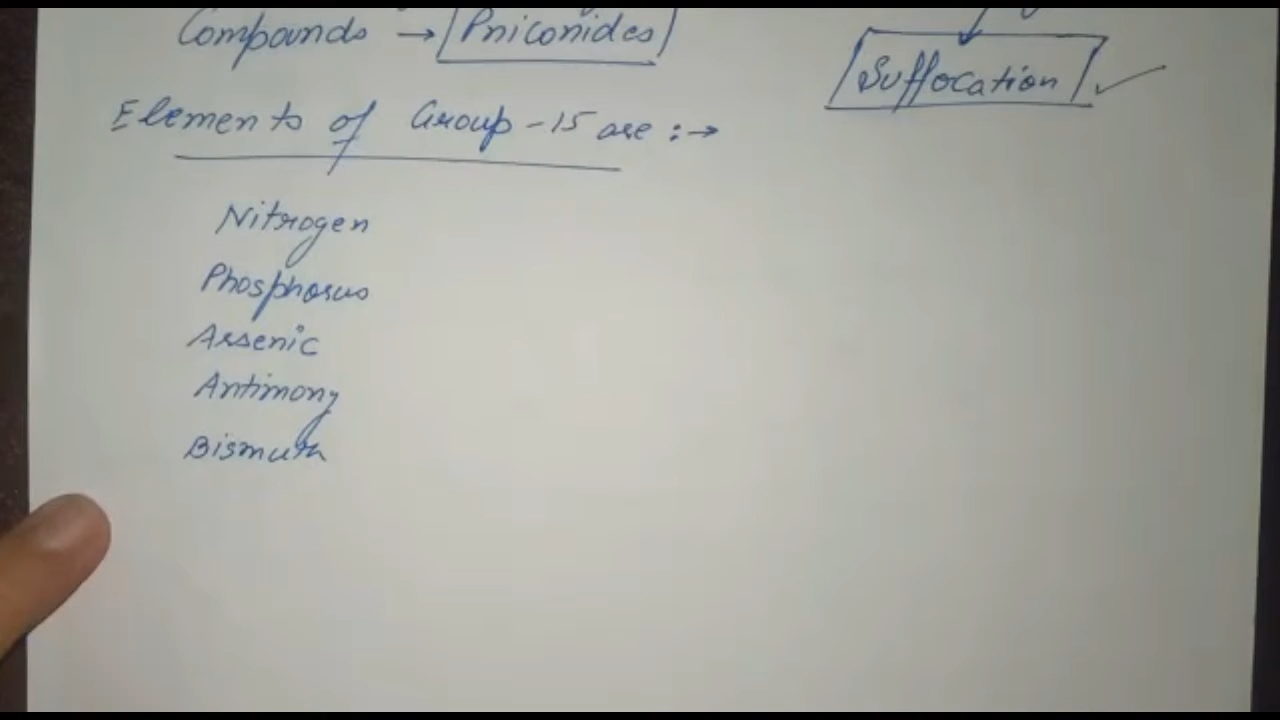 Compounds → Pniconides
Suffocation ✓
Elements of Group-15 are :→
Nitrogen
Phosphorus
Arsenic
Antimony
Bismuth